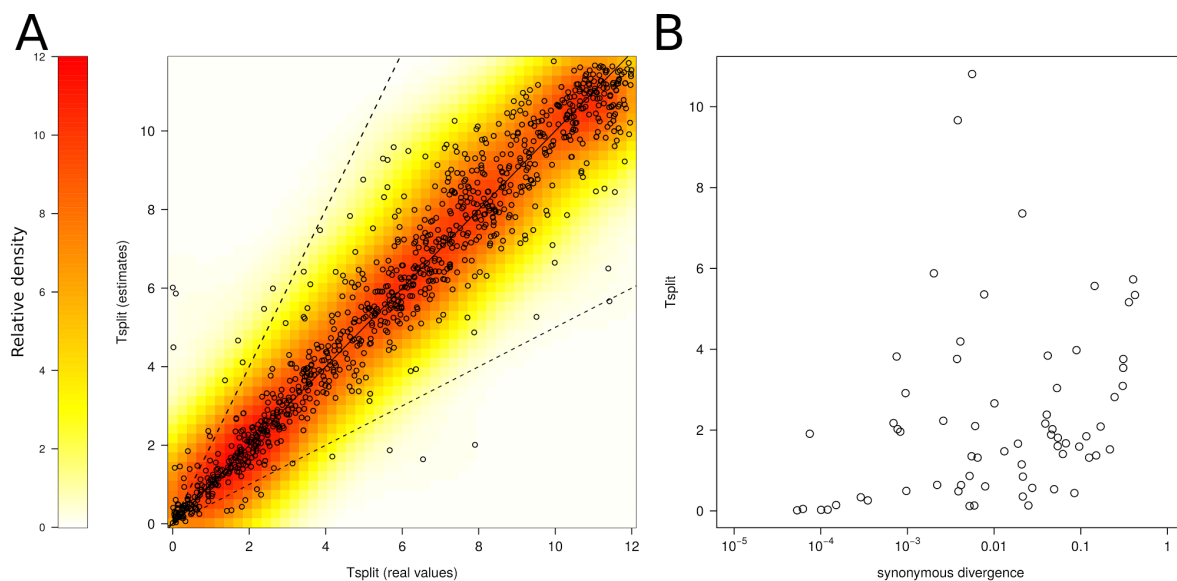 A
B
Relative density
12
10
8
6
4
2
0
Tsplit (estimates)
10
8
6
4
2
0
0 2 4 6 8 10 12
Tsplit (real values)
Tsplit
10
8
6
4
2
0
10⁻⁵ 10⁻⁴ 10⁻³ 0.01 0.1 1
synonymous divergence